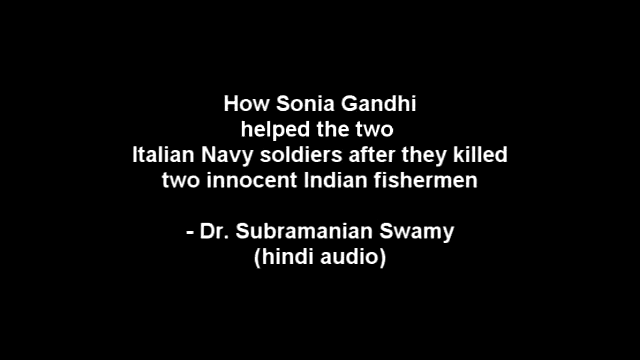 How Sonia Gandhi
helped the two
Italian Navy soldiers after they killed
two innocent Indian fishermen
- Dr. Subramanian Swamy
(hindi audio)